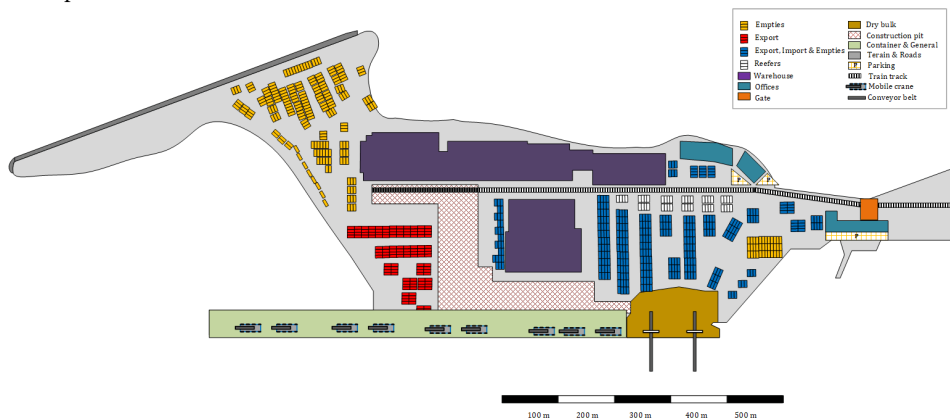 Empties
Export
Export, Import & Empties
Reefers
Warehouse
Offices
Gate
Dry bulk
Construction pit
Container & General
Terain & Roads
P Parking
Train track
Mobile crane
Conveyor belt
P P
P
100 m 200 m 300 m 400 m 500 m